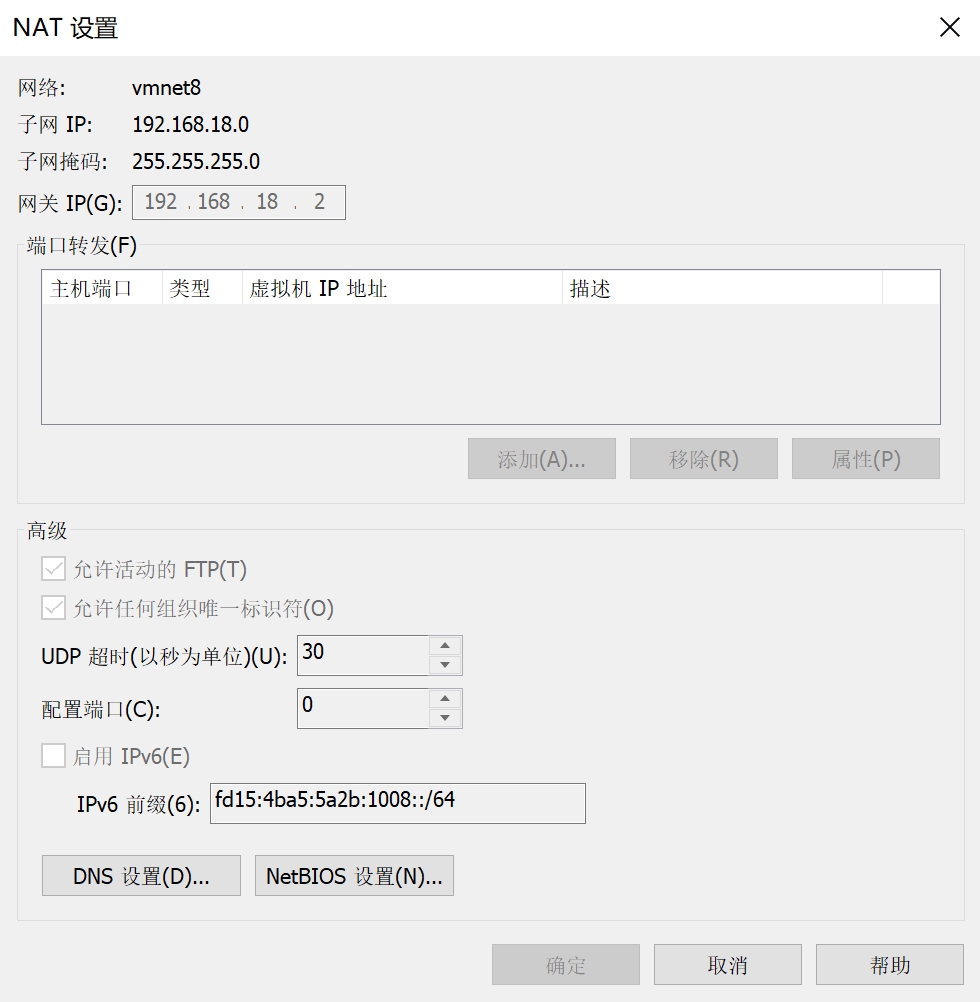 NAT 设置
网络: vmnet8
子网 IP: 192.168.18.0
子网掩码: 255.255.255.0
网关 IP(G): 192 . 168 . 18 . 2
端口转发(F)
主机端口 类型 虚拟机 IP 地址 描述
添加(A)... 移除(R) 属性(P)
高级
允许活动的 FTP(T)
允许任何组织唯一标识符(O)
UDP 超时(以秒为单位)(U): 30
配置端口(C): 0
启用 IPv6(E)
IPv6 前缀(6): fd15:4ba5:5a2b:1008::/64
DNS 设置(D)... NetBIOS 设置(N)...
确定 取消 帮助